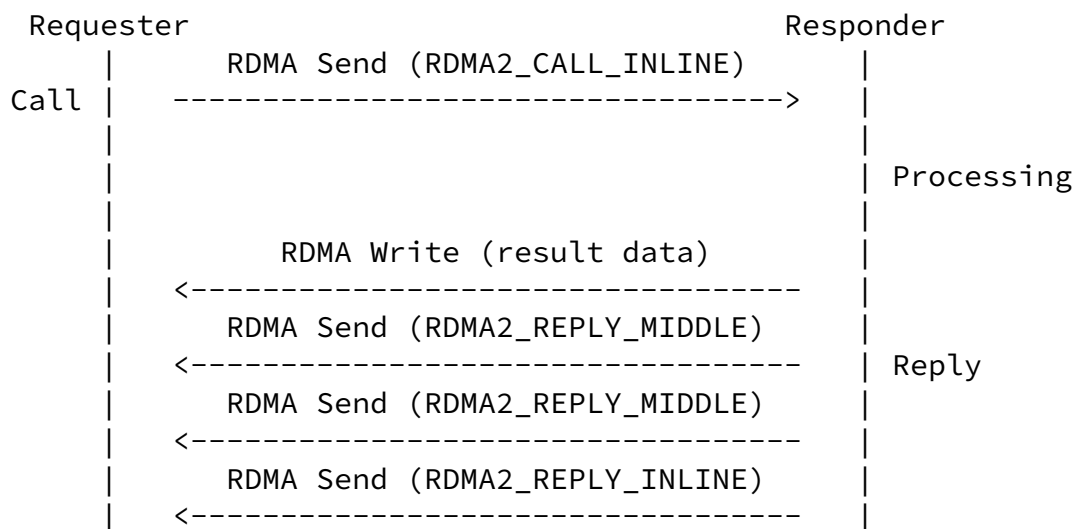 Requester Responder
RDMA Send (RDMA2_CALL_INLINE)
Call
Processing
RDMA Write (result data)
RDMA Send (RDMA2_REPLY_MIDDLE)
Reply
RDMA Send (RDMA2_REPLY_MIDDLE)
RDMA Send (RDMA2_REPLY_INLINE)